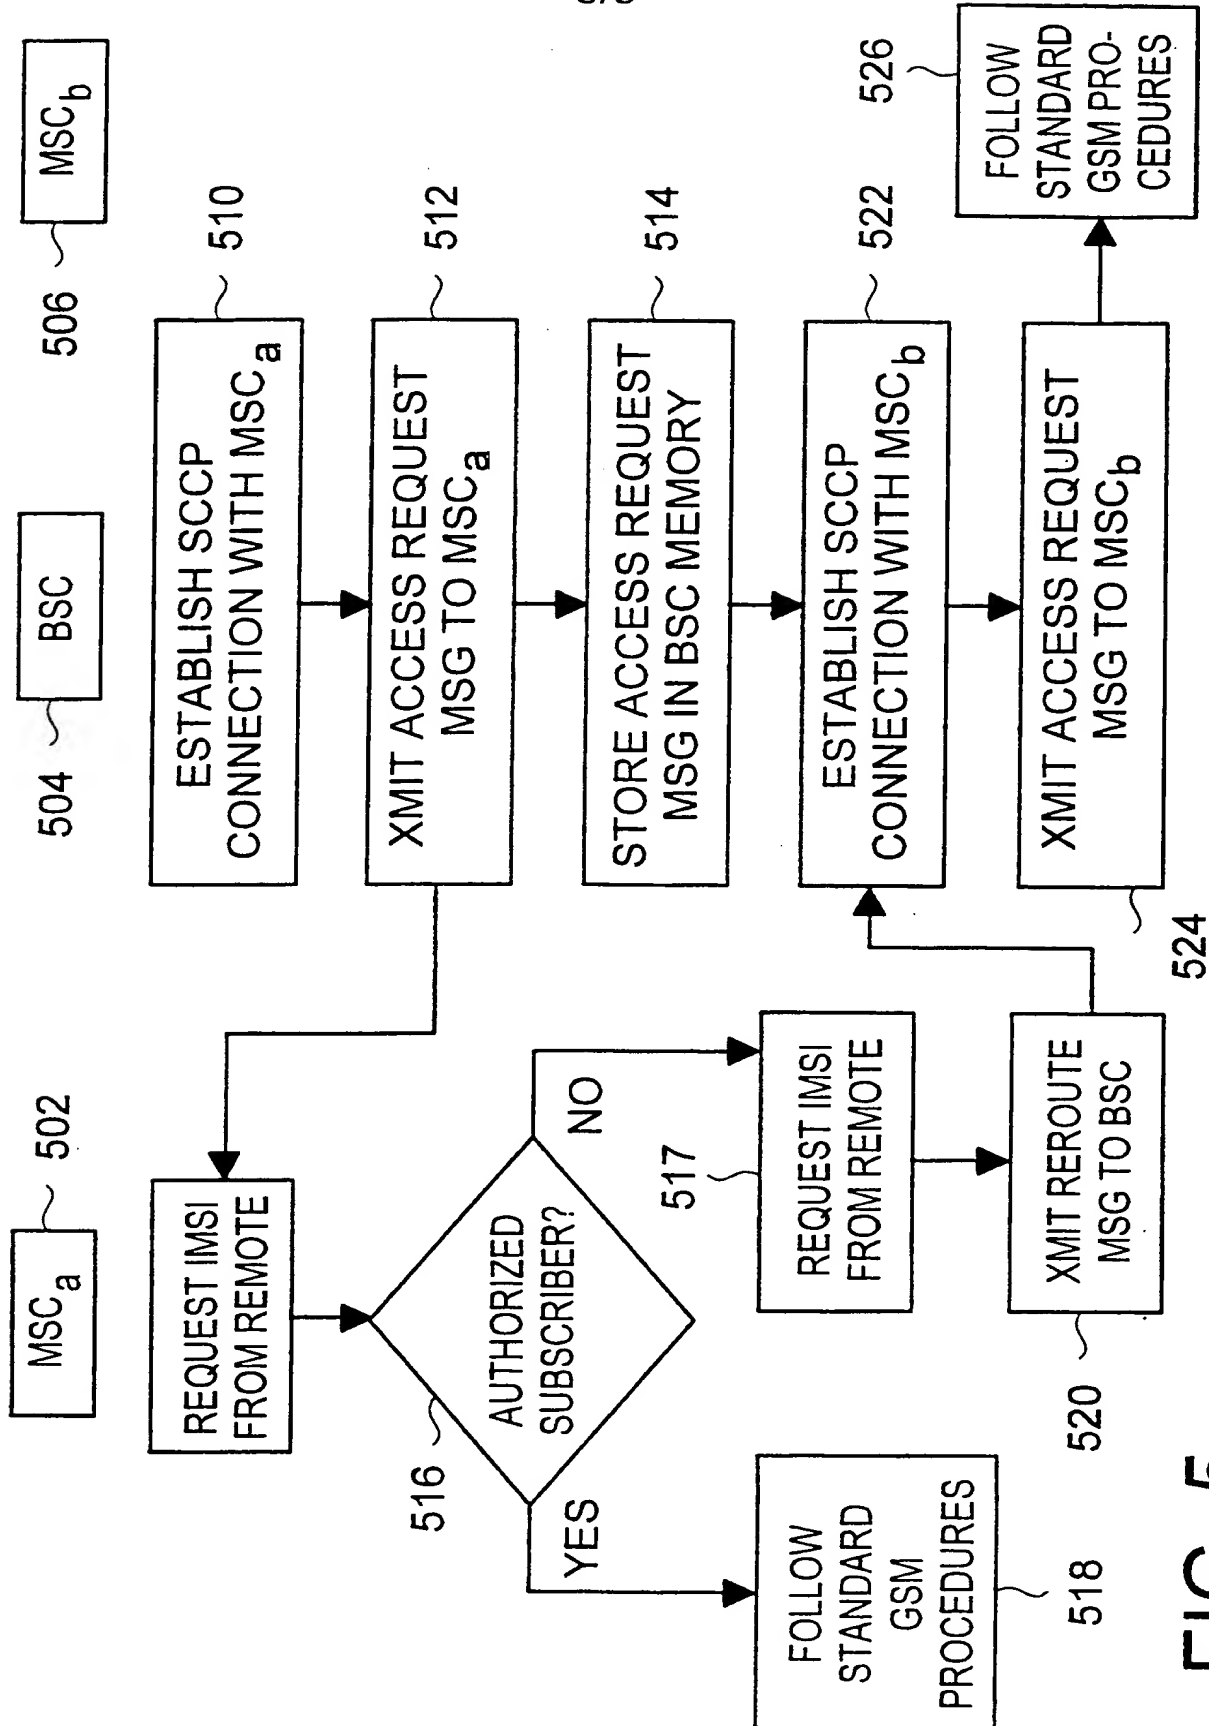 MSCa
502
BSC
504
MSCb
506
ESTABLISH SCCP
CONNECTION WITH MSCa
510
REQUEST IMSI
FROM REMOTE
XMIT ACCESS REQUEST
MSG TO MSCa
512
AUTHORIZED
SUBSCRIBER?
516
YES
NO
STORE ACCESS REQUEST
MSG IN BSC MEMORY
514
FOLLOW
STANDARD
GSM
PROCEDURES
518
517
REQUEST IMSI
FROM REMOTE
ESTABLISH SCCP
CONNECTION WITH MSCb
522
XMIT REROUTE
MSG TO BSC
520
XMIT ACCESS REQUEST
MSG TO MSCb
524
526
FOLLOW
STANDARD
GSM PRO-
CEDURES
FIG. 5